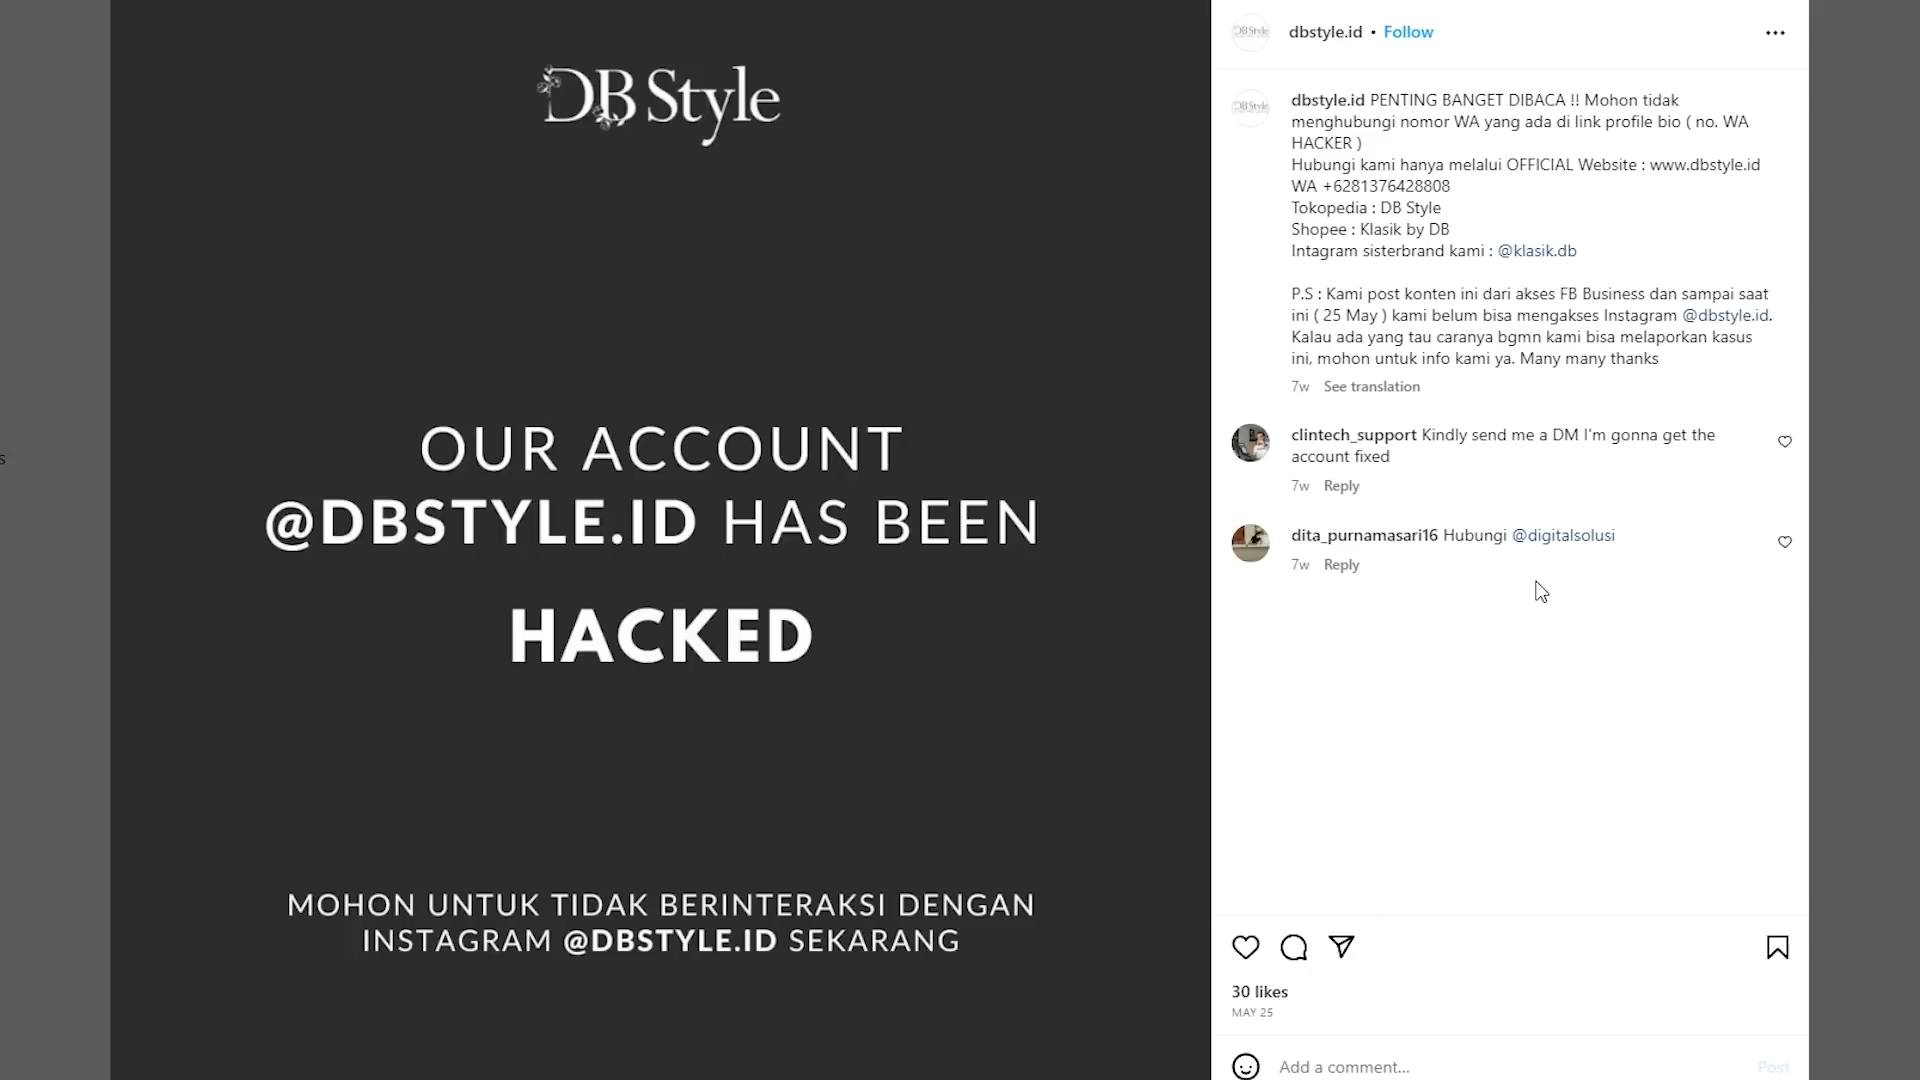 DB Style
OUR ACCOUNT
@DBSTYLE.ID HAS BEEN
HACKED
MOHON UNTUK TIDAK BERINTERAKSI DENGAN
INSTAGRAM @DBSTYLE.ID SEKARANG
s
dbstyle.id • Follow
dbstyle.id PENTING BANGET DIBACA !! Mohon tidak
menghubungi nomor WA yang ada di link profile bio ( no. WA
HACKER )
Hubungi kami hanya melalui OFFICIAL Website : www.dbstyle.id
WA +6281376428808
Tokopedia : DB Style
Shopee : Klasik by DB
Intagram sisterbrand kami : @klasik.db
P.S : Kami post konten ini dari akses FB Business dan sampai saat
ini ( 25 May ) kami belum bisa mengakses Instagram @dbstyle.id.
Kalau ada yang tau caranya bgmn kami bisa melaporkan kasus
ini, mohon untuk info kami ya. Many many thanks
7w See translation
clintech_support Kindly send me a DM I'm gonna get the
account fixed
7w Reply
dita_purnamasari16 Hubungi @digitalsolusi
7w Reply
30 likes
MAY 25
Add a comment... Post